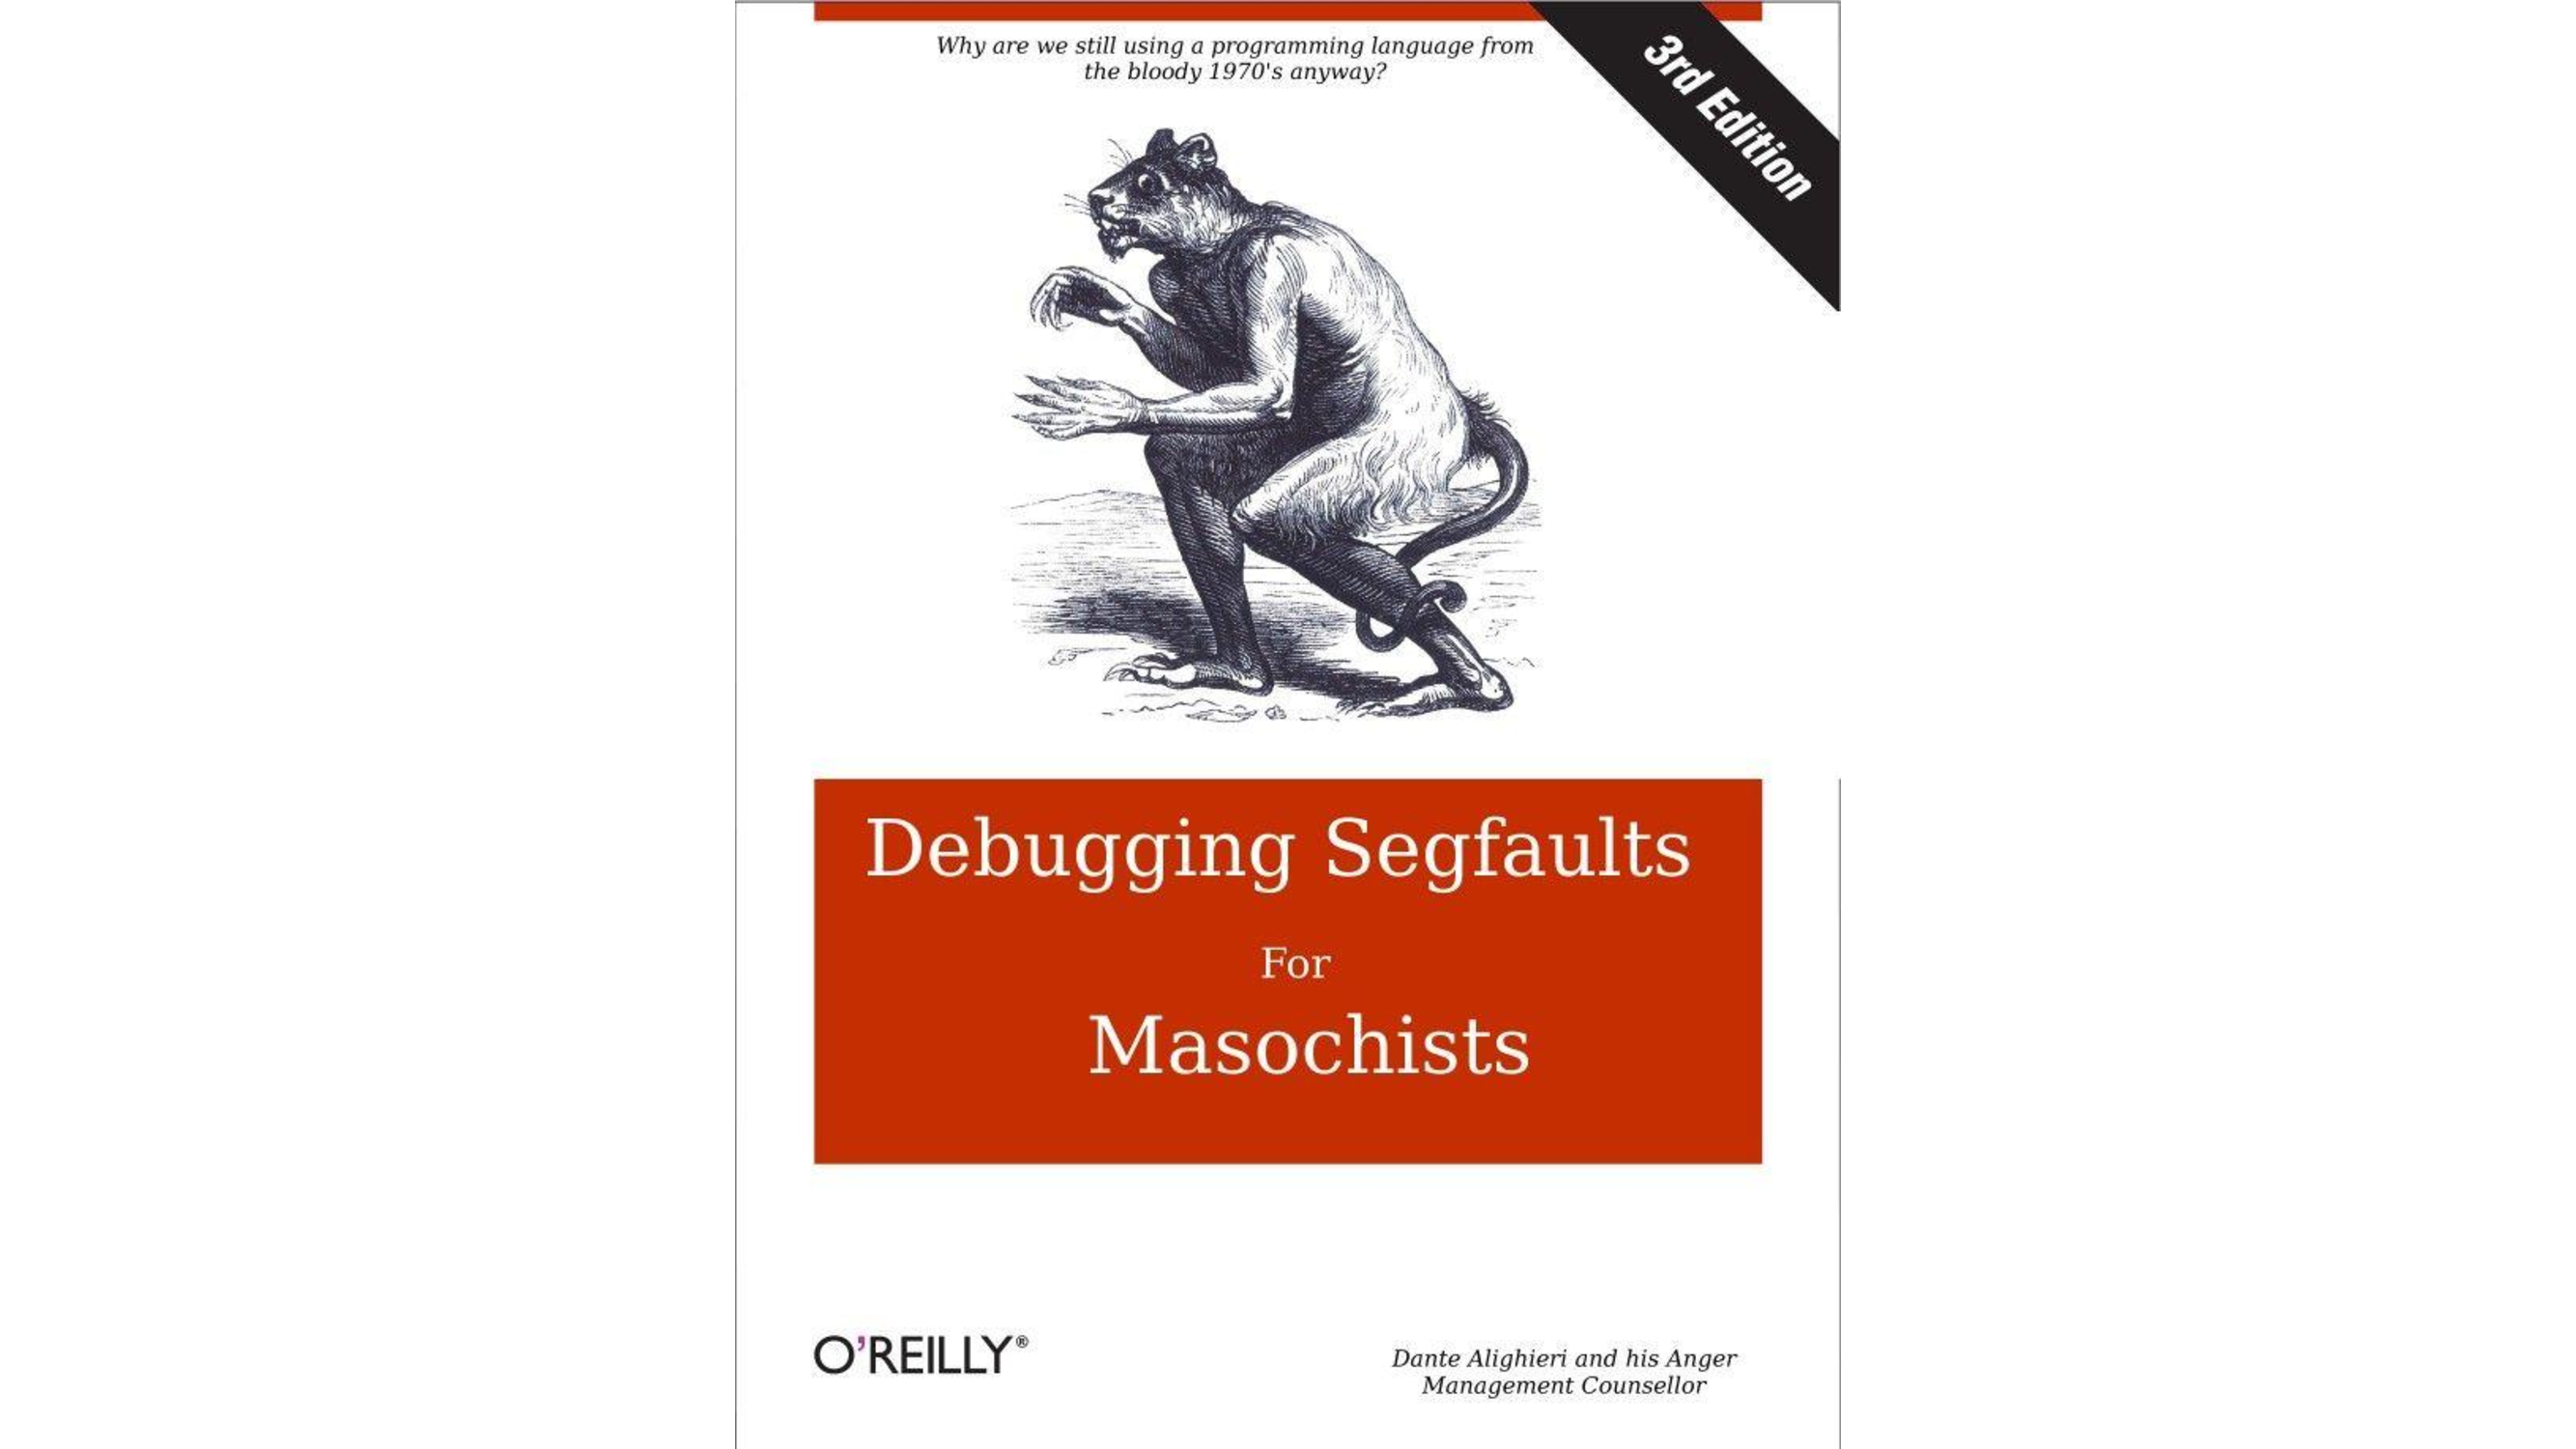 Why are we still using a programming language from
the bloody 1970's anyway?
3rd Edition
Debugging Segfaults
For
Masochists
O'REILLY®
Dante Alighieri and his Anger
Management Counsellor